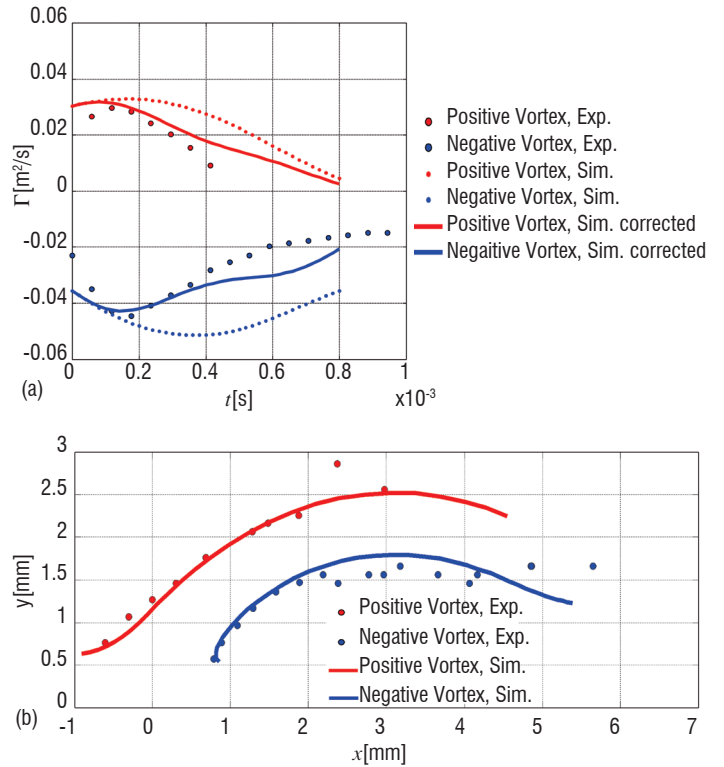 0.06
0.04
0.02
0
-0.02
-0.04
-0.06
Γ[m²/s]
0 0.2 0.4 0.6 0.8 1
x10⁻³
t[s]
(a)
Positive Vortex, Exp.
Negative Vortex, Exp.
Positive Vortex, Sim.
Negative Vortex, Sim.
Positive Vortex, Sim. corrected
Negaitive Vortex, Sim. corrected
3
2.5
2
1.5
1
0.5
0
y[mm]
-1 0 1 2 3 4 5 6 7
x[mm]
(b)
Positive Vortex, Exp.
Negative Vortex, Exp.
Positive Vortex, Sim.
Negative Vortex, Sim.